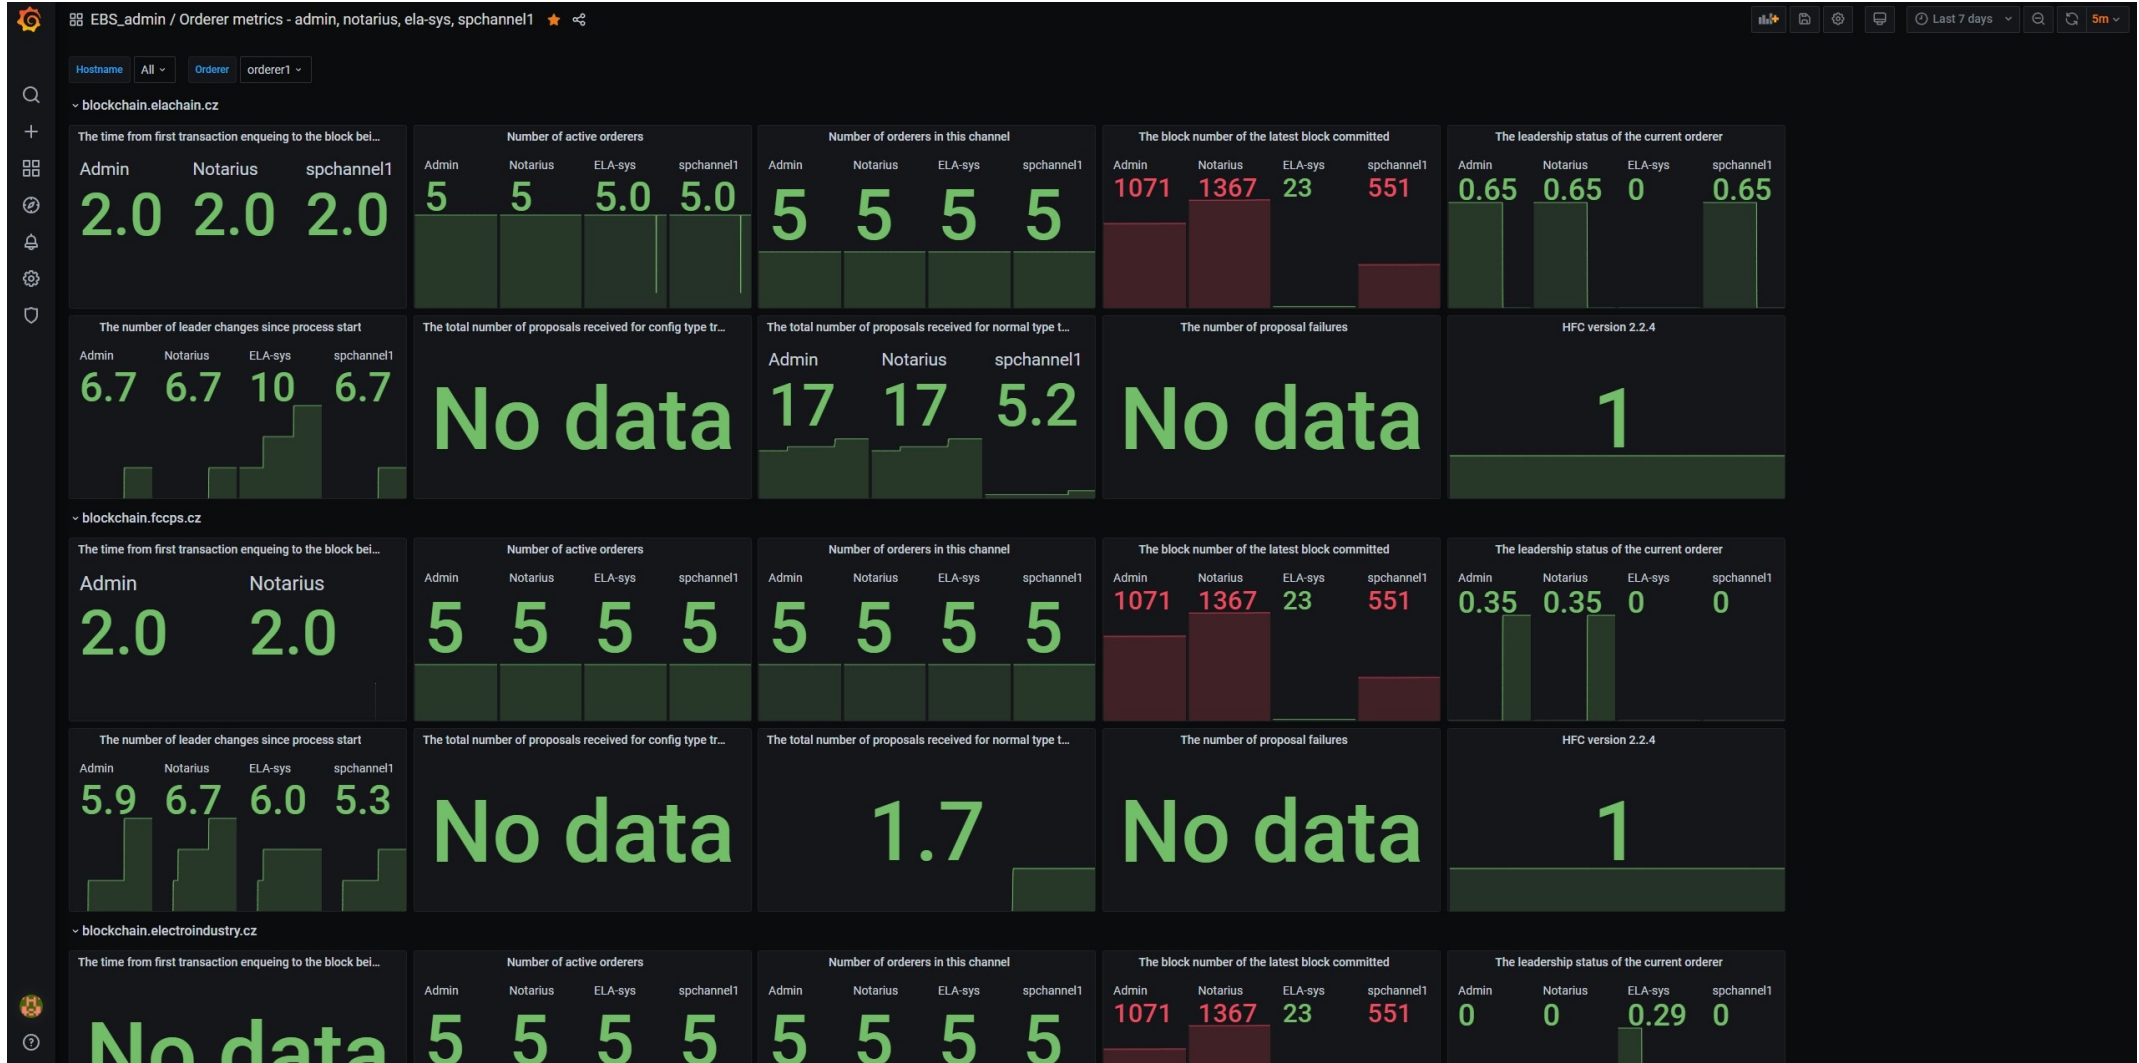 EBS_admin / Orderer metrics - admin, notarius, ela-sys, spchannel1
Last 7 days
5m
Hostname All Orderer orderer1
blockchain.elachain.cz
The time from first transaction enqueing to the block bei...
Admin Notarius spchannel1
2.0 2.0 2.0
Number of active orderers
Admin Notarius ELA-sys spchannel1
5 5 5.0 5.0
Number of orderers in this channel
Admin Notarius ELA-sys spchannel1
5 5 5 5
The block number of the latest block committed
Admin Notarius ELA-sys spchannel1
1071 1367 23 551
The leadership status of the current orderer
Admin Notarius ELA-sys spchannel1
0.65 0.65 0 0.65
The number of leader changes since process start
Admin Notarius ELA-sys spchannel1
6.7 6.7 10 6.7
The total number of proposals received for config type tr...
No data
The total number of proposals received for normal type t...
Admin Notarius spchannel1
17 17 5.2
The number of proposal failures
No data
HFC version 2.2.4
1
blockchain.fccps.cz
The time from first transaction enqueing to the block bei...
Admin Notarius
2.0 2.0
Number of active orderers
Admin Notarius ELA-sys spchannel1
5 5 5 5
Number of orderers in this channel
Admin Notarius ELA-sys spchannel1
5 5 5 5
The block number of the latest block committed
Admin Notarius ELA-sys spchannel1
1071 1367 23 551
The leadership status of the current orderer
Admin Notarius ELA-sys spchannel1
0.35 0.35 0 0
The number of leader changes since process start
Admin Notarius ELA-sys spchannel1
5.9 6.7 6.0 5.3
The total number of proposals received for config type tr...
No data
The total number of proposals received for normal type t...
1.7
The number of proposal failures
No data
HFC version 2.2.4
1
blockchain.electroindustry.cz
The time from first transaction enqueing to the block bei...
No data
Number of active orderers
Admin Notarius ELA-sys spchannel1
5 5 5 5
Number of orderers in this channel
Admin Notarius ELA-sys spchannel1
5 5 5 5
The block number of the latest block committed
Admin Notarius ELA-sys spchannel1
1071 1367 23 551
The leadership status of the current orderer
Admin Notarius ELA-sys spchannel1
0 0 0.29 0